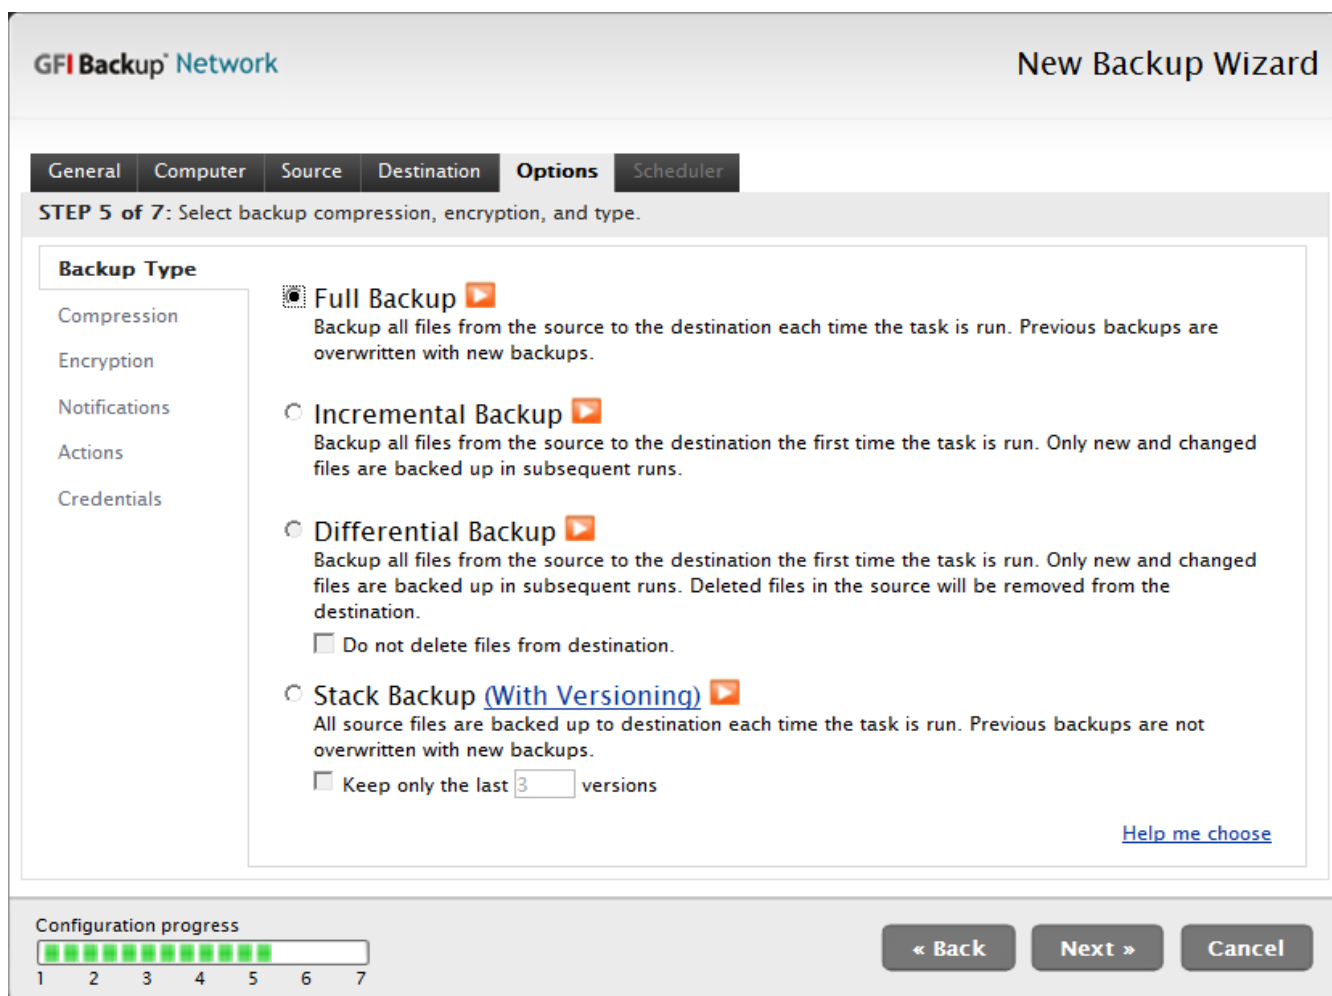 GFI Backup Network
New Backup Wizard
General Computer Source Destination Options Scheduler
STEP 5 of 7: Select backup compression, encryption, and type.
Backup Type
Compression
Encryption
Notifications
Actions
Credentials
Full Backup
Backup all files from the source to the destination each time the task is run. Previous backups are
overwritten with new backups.
Incremental Backup
Backup all files from the source to the destination the first time the task is run. Only new and changed
files are backed up in subsequent runs.
Differential Backup
Backup all files from the source to the destination the first time the task is run. Only new and changed
files are backed up in subsequent runs. Deleted files in the source will be removed from the
destination.
Do not delete files from destination.
Stack Backup (With Versioning)
All source files are backed up to destination each time the task is run. Previous backups are not
overwritten with new backups.
Keep only the last 3 versions
Help me choose
Configuration progress
1 2 3 4 5 6 7
« Back Next » Cancel